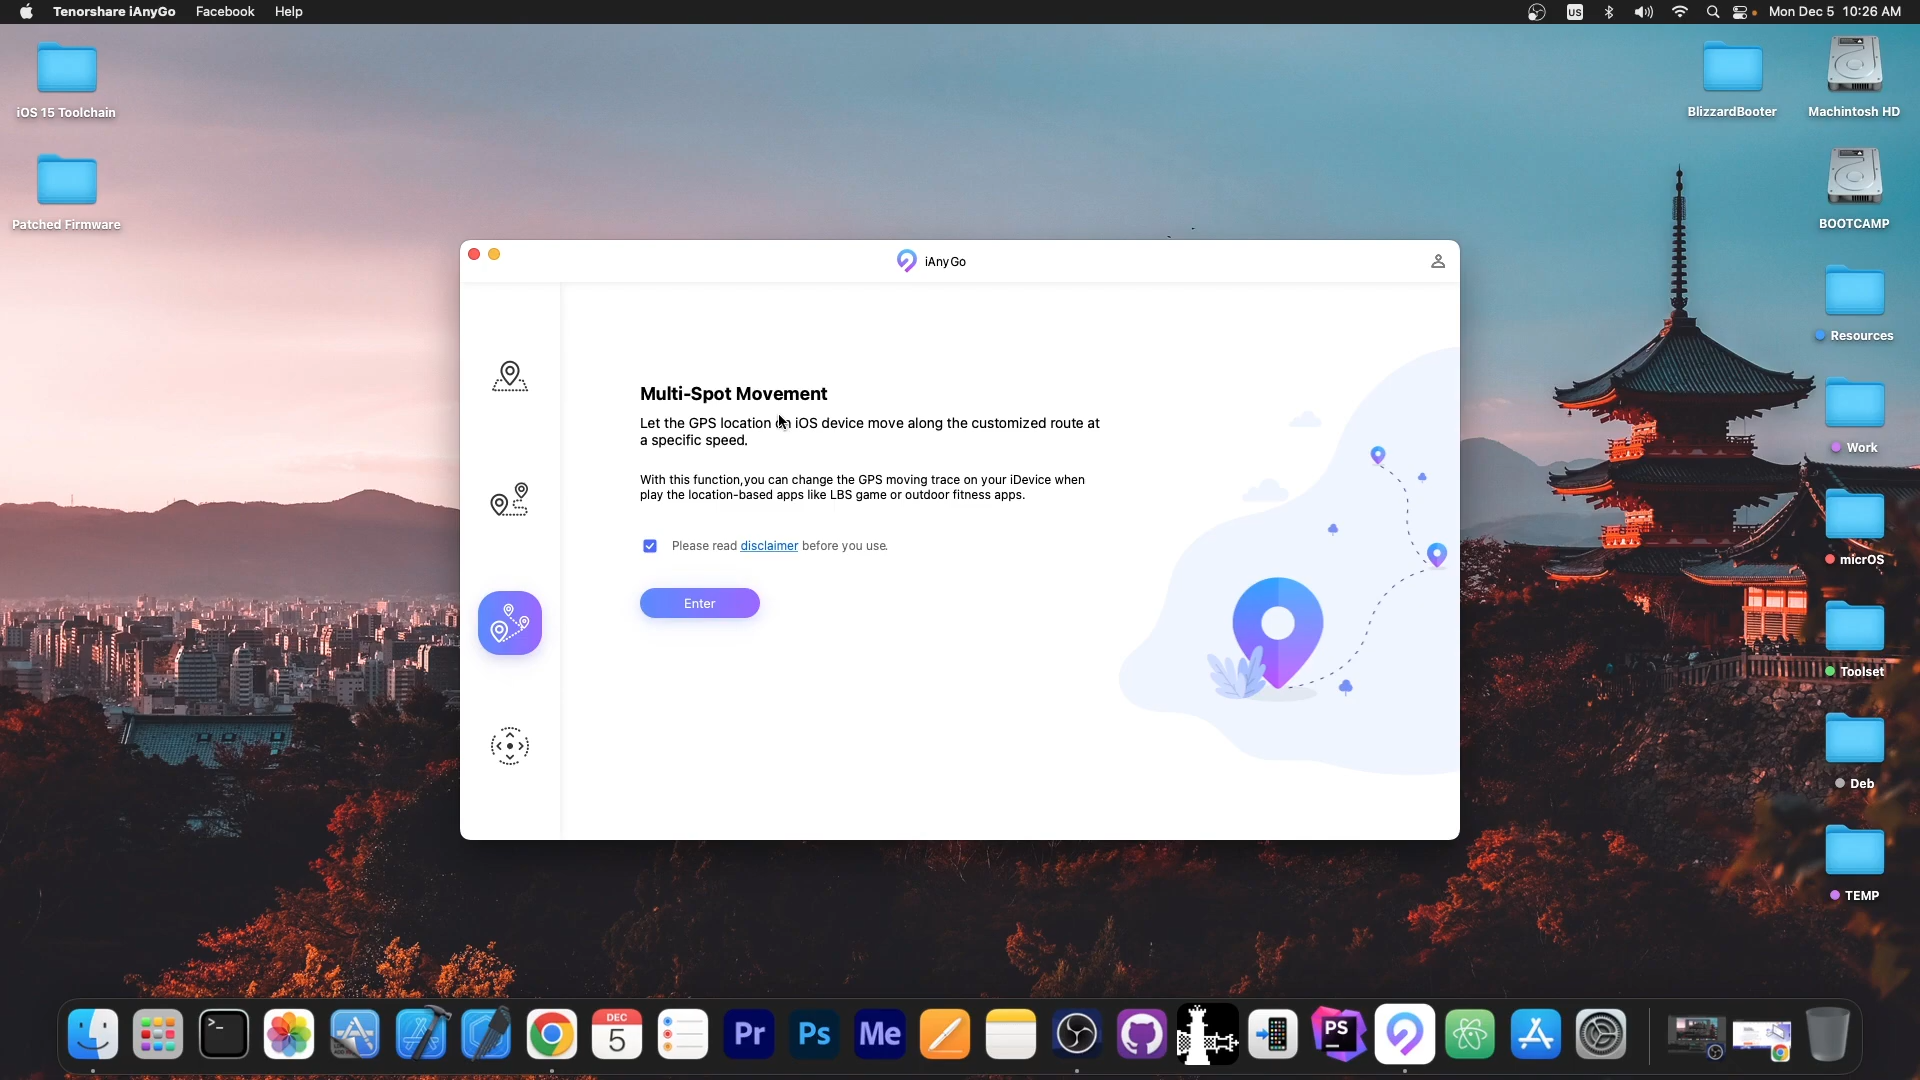 Tenorshare iAnyGo Facebook Help
US
Mon Dec 5 10:26 AM
iOS 15 Toolchain
Patched Firmware
BlizzardBooter
Machintosh HD
BOOTCAMP
Resources
Work
micrOS
Toolset
Deb
TEMP
iAnyGo
Multi-Spot Movement
Let the GPS location on iOS device move along the customized route at
a specific speed.
With this function,you can change the GPS moving trace on your iDevice when
play the location-based apps like LBS game or outdoor fitness apps.
Please read disclaimer before you use.
Enter
>_
DEC
5
Pr
Ps
Me
PS